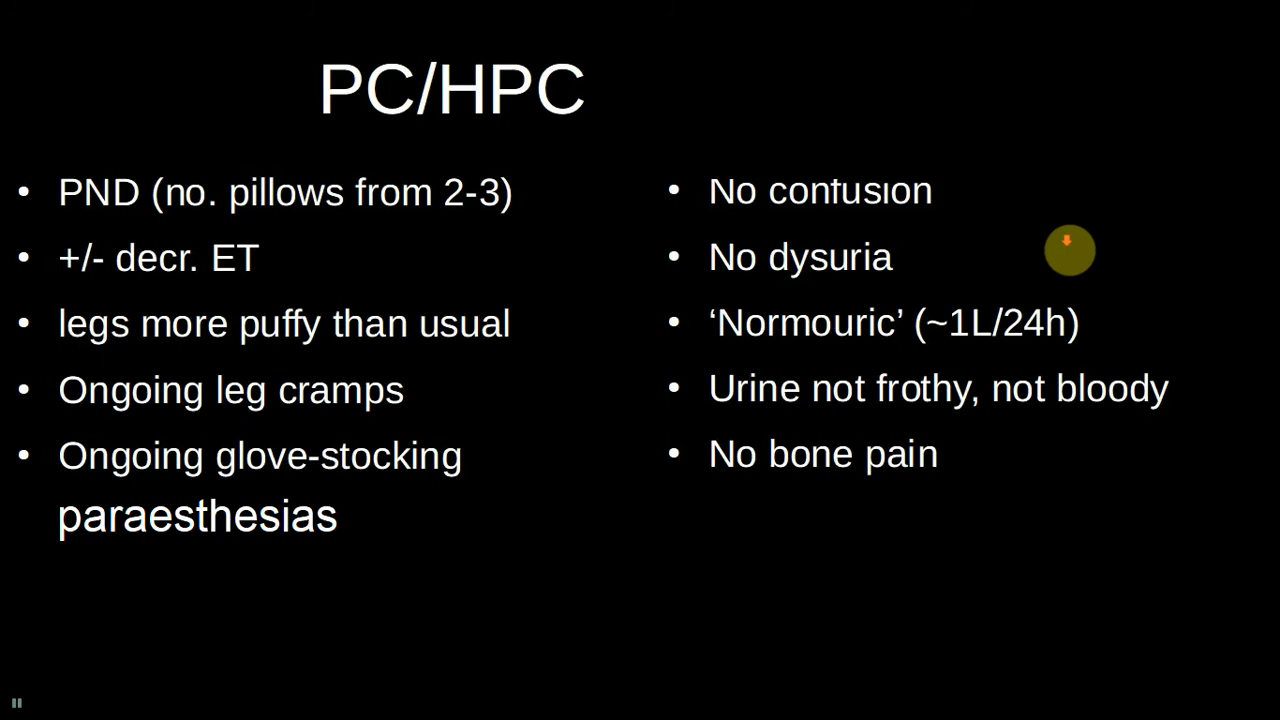 PC/HPC
• PND (no. pillows from 2-3)
• +/- decr. ET
• legs more puffy than usual
• Ongoing leg cramps
• Ongoing glove-stocking
paraesthesias
• No confusion
• No dysuria
• ‘Normouric’ (~1L/24h)
• Urine not frothy, not bloody
• No bone pain